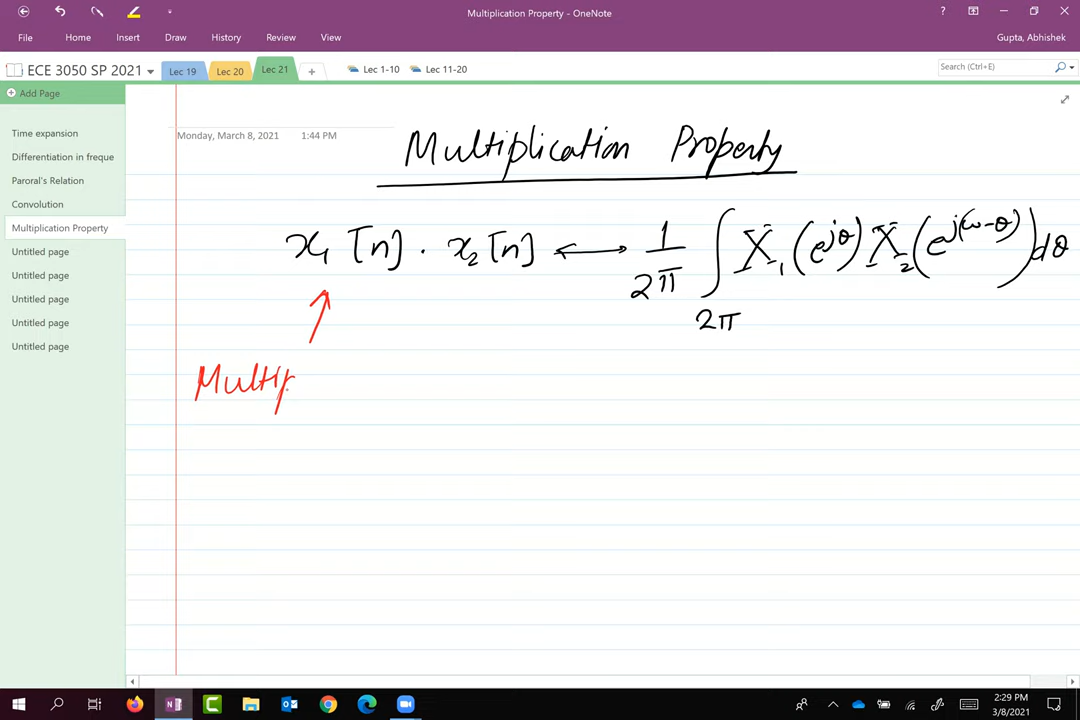 Multiplication Property - OneNote
?
File Home Insert Draw History Review View
Gupta, Abhishek
ECE 3050 SP 2021 Lec 19 Lec 20 Lec 21 + Lec 1-10 Lec 11-20
Search (Ctrl+E)
Add Page
Time expansion
Differentiation in freque
Paroral's Relation
Convolution
Multiplication Property
Untitled page
Untitled page
Untitled page
Untitled page
Untitled page
Monday, March 8, 2021 1:44 PM
Multiplication Property
x₁[n] · x₂[n] ⟷ 1/2π ∫_2π X₁(e^jθ) X₂(e^j(ω-θ)) dθ
Multip
2:29 PM
3/8/2021